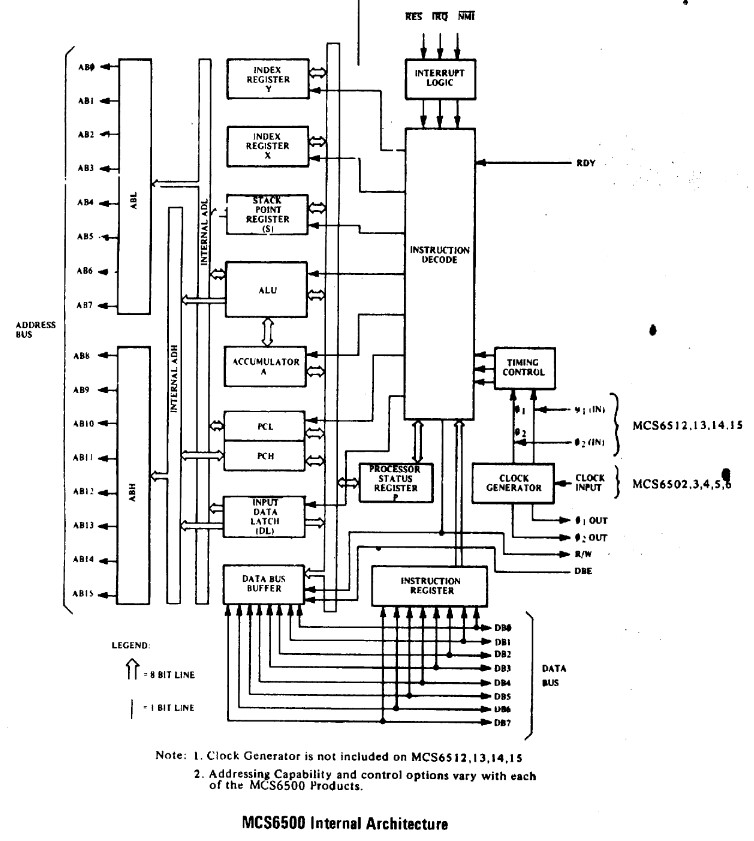 RES IRQ NMI
INTERRUPT
LOGIC
RDY
AB0
AB1
AB2
AB3
AB4
AB5
AB6
AB7
ADDRESS
BUS
AB8
AB9
AB10
AB11
AB12
AB13
AB14
AB15
ABL
ABH
INTERNAL ADL
INTERNAL ADH
INDEX
REGISTER
Y
INDEX
REGISTER
X
STACK
POINT
REGISTER
(S)
ALU
ACCUMULATOR
A
PCL
PCH
INPUT
DATA
LATCH
(DL)
DATA BUS
BUFFER
INSTRUCTION
DECODE
TIMING
CONTROL
ø1
ø2
ø1 (IN)
ø2 (IN)
MCS6512,13,14,15
PROCESSOR
STATUS
REGISTER
P
CLOCK
GENERATOR
CLOCK
INPUT
MCS6502,3,4,5,6
ø1 OUT
ø2 OUT
R/W
DBE
INSTRUCTION
REGISTER
DB0
DB1
DB2
DB3
DB4
DB5
DB6
DB7
DATA
BUS
LEGEND:
= 8 BIT LINE
= 1 BIT LINE
Note: 1. Clock Generator is not included on MCS6512,13,14,15
2. Addressing Capability and control options vary with each
of the MCS6500 Products.
MCS6500 Internal Architecture